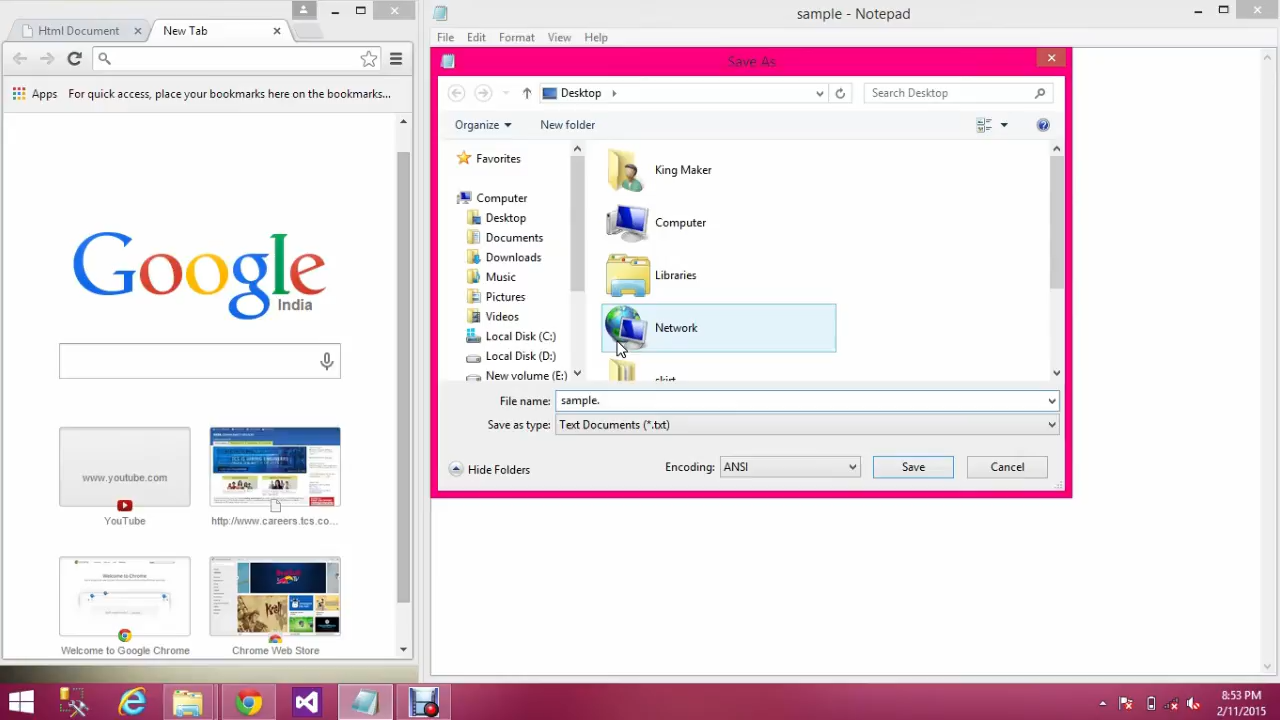 Html Document
New Tab
Apps
For quick access, place your bookmarks here on the bookmarks...
Google
India
www.youtube.com
YouTube
http://www.careers.tcs.co...
Welcome to Google Chrome
Chrome Web Store
sample - Notepad
File Edit Format View Help
Save As
Desktop
Search Desktop
Organize
New folder
Favorites
Computer
Desktop
Documents
Downloads
Music
Pictures
Videos
Local Disk (C:)
Local Disk (D:)
New volume (E:)
King Maker
Computer
Libraries
Network
skirt
File name: sample.
Save as type: Text Documents (*.txt)
Hide Folders
Encoding: ANSI
Save
Cancel
8:53 PM
2/11/2015